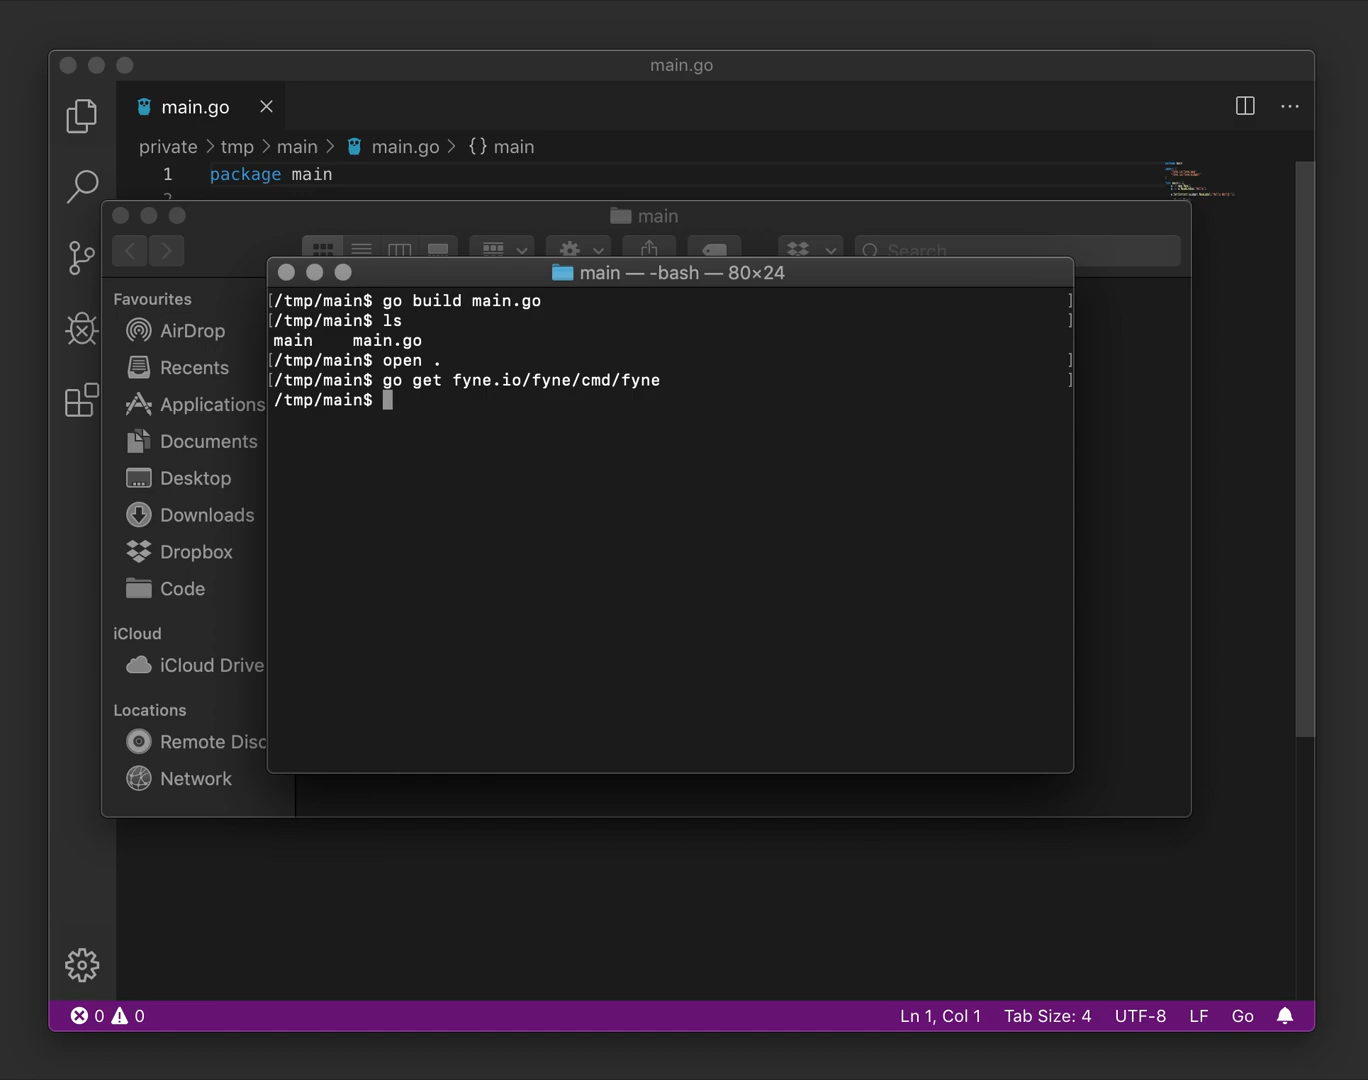 main.go
main.go
private > tmp > main > main.go > {} main
1 package main
2
main
Search
main — -bash — 80×24
Favourites
AirDrop
Recents
Applications
Documents
Desktop
Downloads
Dropbox
Code
iCloud
iCloud Drive
Locations
Remote Disc
Network
[/tmp/main$ go build main.go ]
[/tmp/main$ ls ]
main main.go
[/tmp/main$ open . ]
[/tmp/main$ go get fyne.io/fyne/cmd/fyne ]
/tmp/main$
0 0 Ln 1, Col 1 Tab Size: 4 UTF-8 LF Go